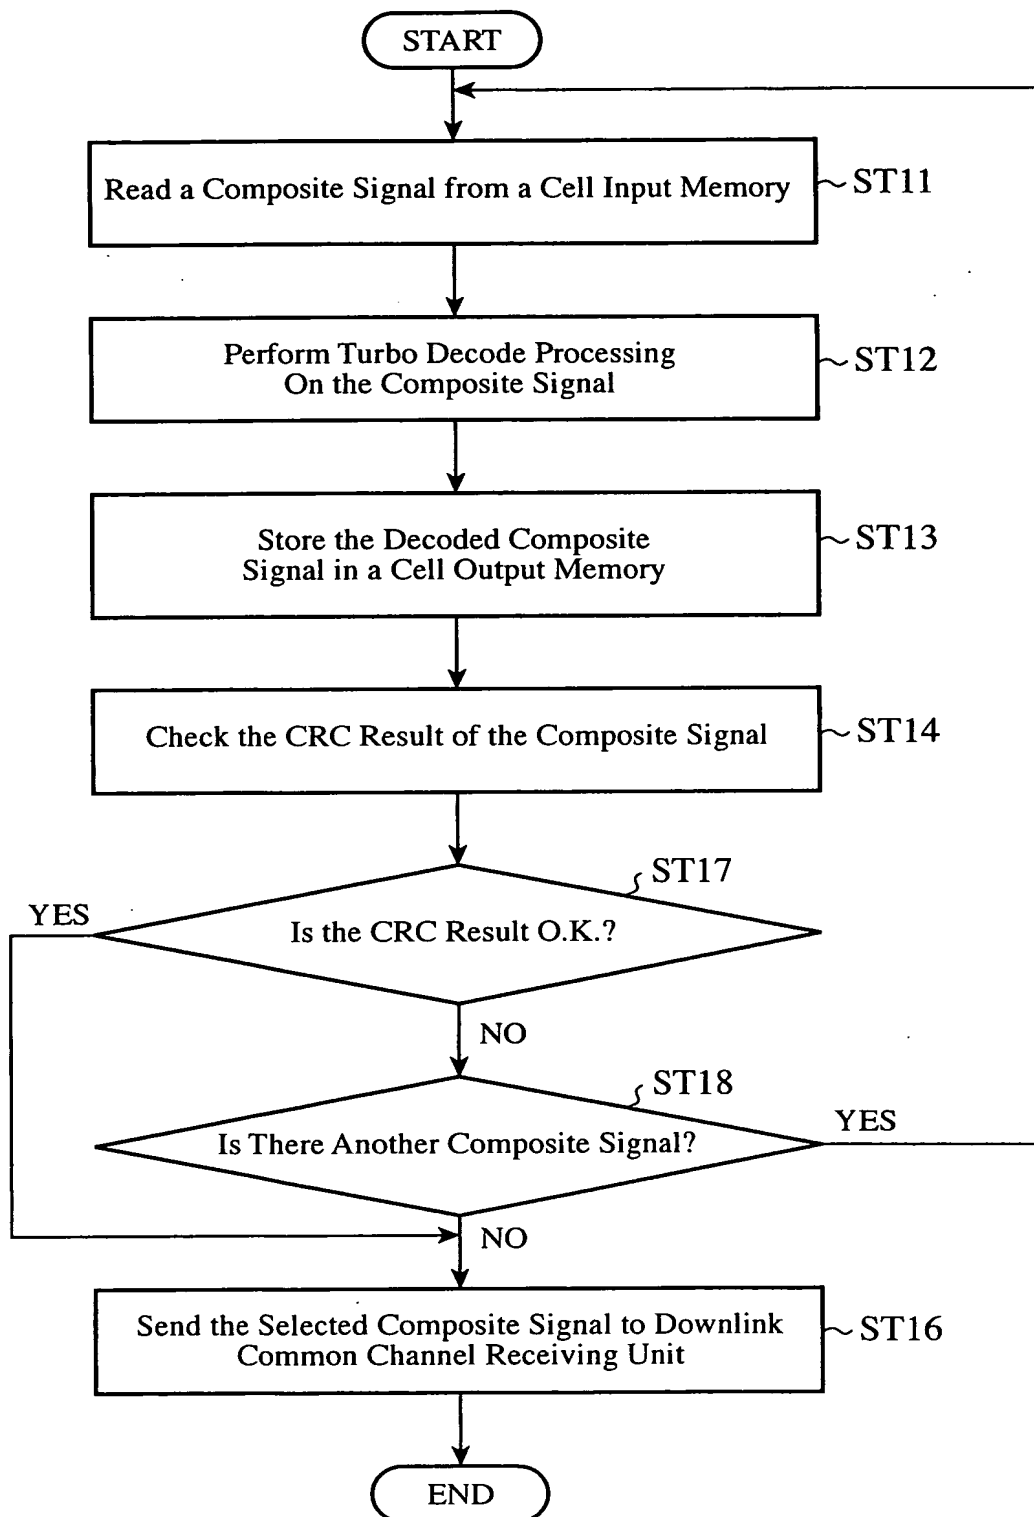 START
Read a Composite Signal from a Cell Input Memory
ST11
Perform Turbo Decode Processing
On the Composite Signal
ST12
Store the Decoded Composite
Signal in a Cell Output Memory
ST13
Check the CRC Result of the Composite Signal
ST14
ST17
YES
Is the CRC Result O.K.?
NO
ST18
YES
Is There Another Composite Signal?
NO
Send the Selected Composite Signal to Downlink
Common Channel Receiving Unit
ST16
END